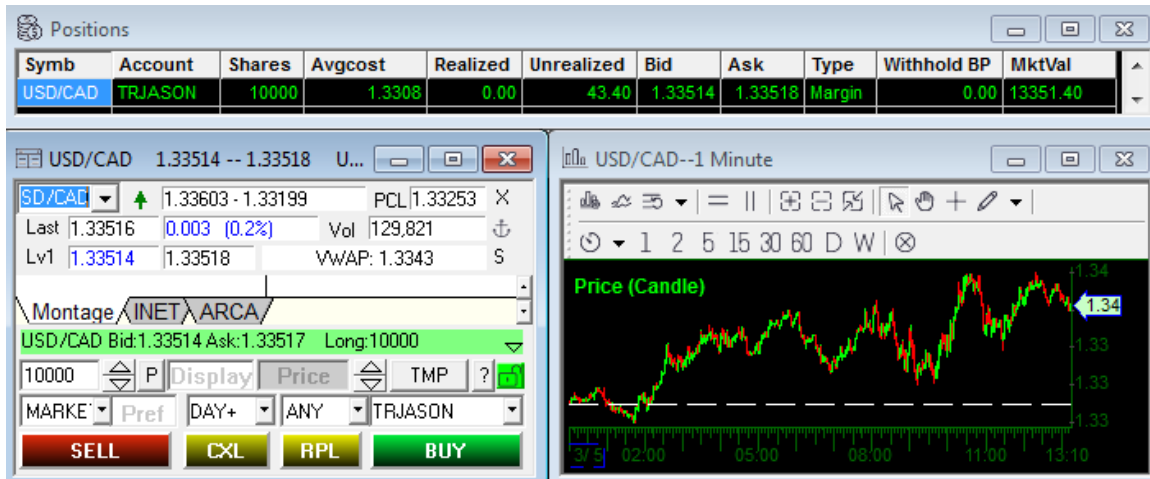 Positions
Symb Account Shares Avgcost Realized Unrealized Bid Ask Type Withhold BP MktVal
USD/CAD TRJASON 10000 1.3308 0.00 43.40 1.33514 1.33518 Margin 0.00 13351.40
USD/CAD 1.33514 -- 1.33518 U...
SD/CAD 1.33603 - 1.33199 PCL 1.33253 X
Last 1.33516 0.003 (0.2%) Vol 129,821
Lv1 1.33514 1.33518 VWAP: 1.3343 S
Montage INET ARCA
USD/CAD Bid:1.33514 Ask:1.33517 Long:10000
10000 P Display Price TMP ?
MARKE Pref DAY+ ANY TRJASON
SELL CXL RPL BUY
USD/CAD--1 Minute
1 2 5 15 30 60 D W
Price (Candle)
1.34
1.34
1.33
1.33
1.33
3/ 5 02:00 05:00 08:00 11:00 13:10